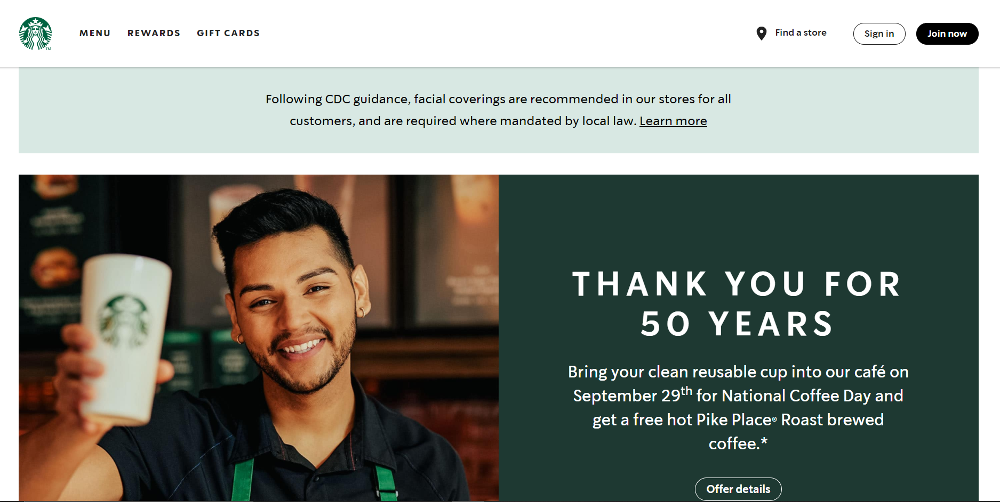 MENU REWARDS GIFT CARDS Find a store Sign in Join now
TM
Following CDC guidance, facial coverings are recommended in our stores for all
customers, and are required where mandated by local law. Learn more
THANK YOU FOR
50 YEARS
Bring your clean reusable cup into our café on
September 29th for National Coffee Day and
get a free hot Pike Place® Roast brewed
coffee.*
Offer details